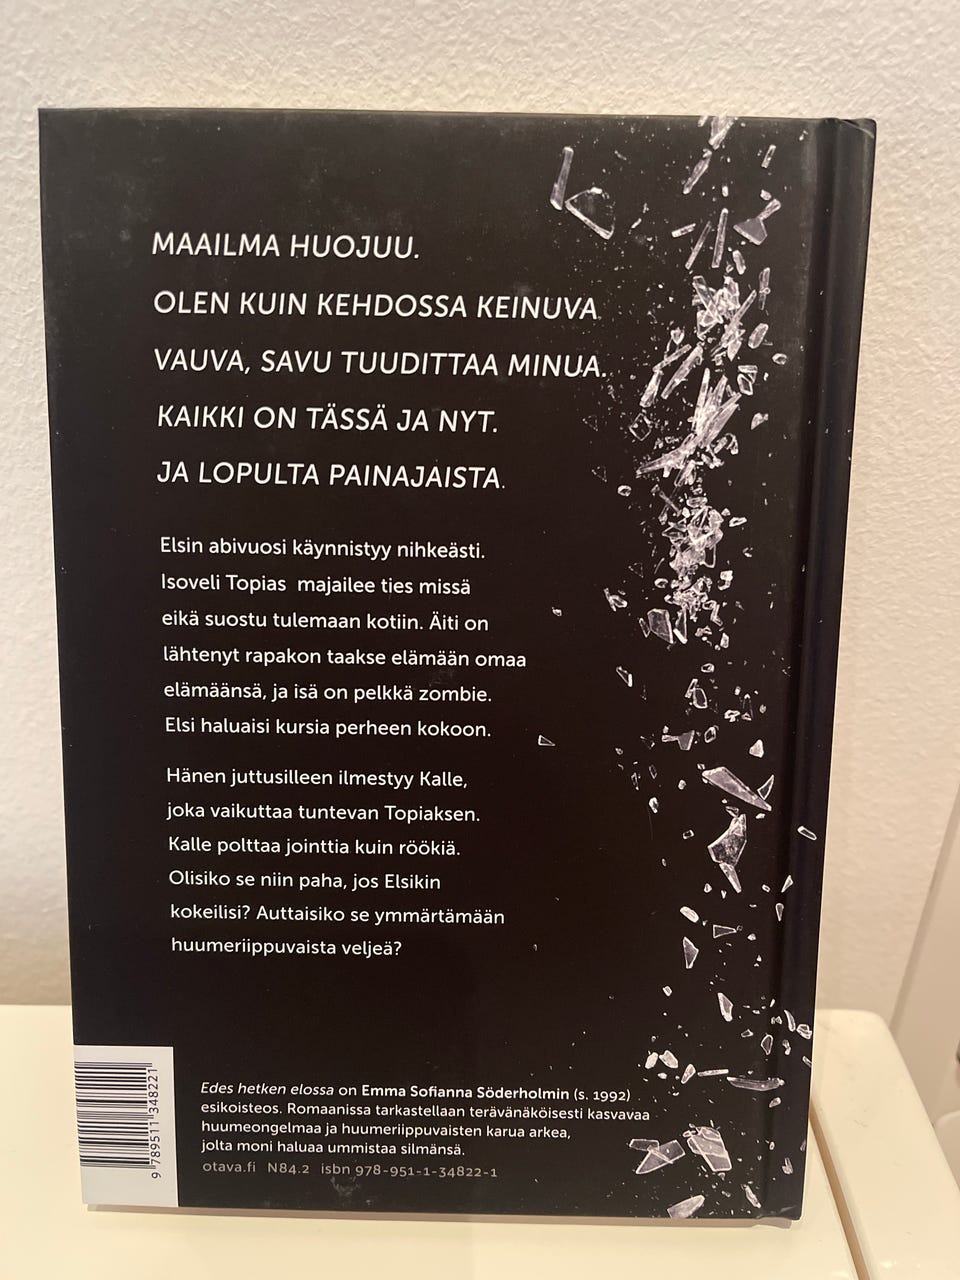 MAAILMA HUOJUU.
OLEN KUIN KEHDOSSA KEINUVA
VAUVA, SAVU TUUDITTAA MINUA.
KAIKKI ON TÄSSÄ JA NYT.
JA LOPULTA PAINAJAISTA.
Elsin abivuosi käynnistyy nihkeästi.
Isoveli Topias majailee ties missä
eikä suostu tulemaan kotiin. Äiti on
lähtenyt rapakon taakse elämään omaa
elämäänsä, ja isä on pelkkä zombie.
Elsi haluaisi kursia perheen kokoon.
Hänen juttusilleen ilmestyy Kalle,
joka vaikuttaa tuntevan Topiaksen.
Kalle polttaa jointtia kuin röökiä.
Olisiko se niin paha, jos Elsikin
kokeilisi? Auttaisiko se ymmärtämään
huumeriippuvaista veljeä?
Edes hetken elossa on Emma Sofianna Söderholmin (s. 1992)
esikoisteos. Romaanissa tarkastellaan terävänäköisesti kasvavaa
huumeongelmaa ja huumeriippuvaisten karua arkea,
jolta moni haluaa ummistaa silmänsä.
otava.fi N84.2 isbn 978-951-1-34822-1
9 789511 348221